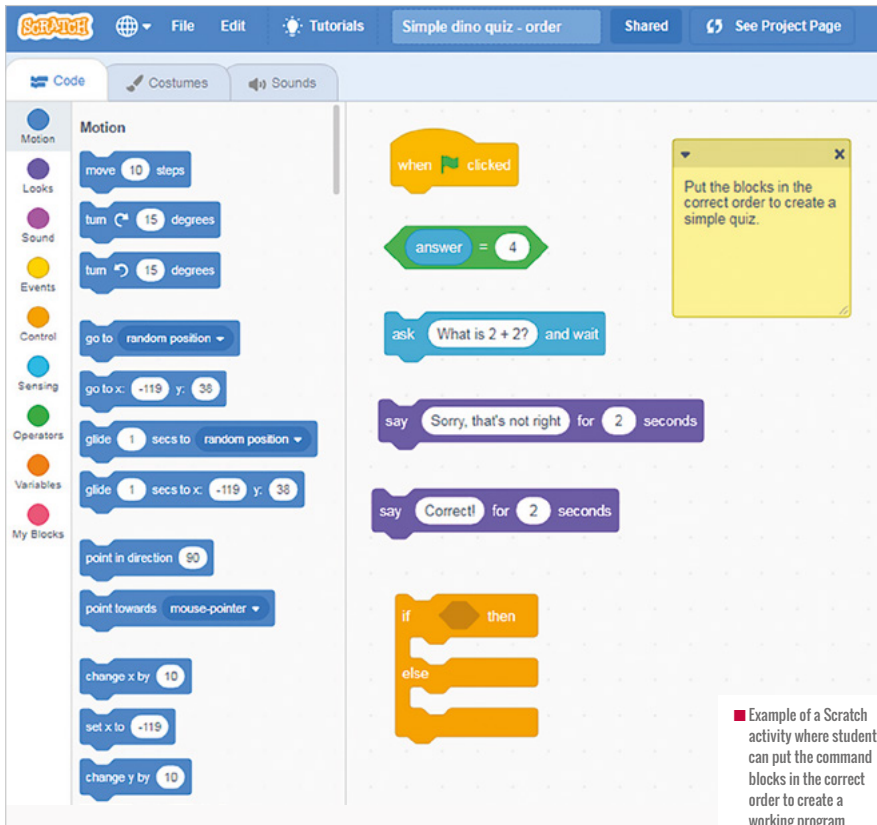 SCRATCH File Edit Tutorials Simple dino quiz - order Shared See Project Page
Code Costumes Sounds
Motion
Looks
Sound
Events
Control
Sensing
Operators
Variables
My Blocks
Motion
move 10 steps
turn 15 degrees
turn 15 degrees
go to random position
go to x: -119 y: 38
glide 1 secs to random position
glide 1 secs to x: -119 y: 38
point in direction 90
point towards mouse-pointer
change x by 10
set x to -119
change y by 10
when clicked
answer = 4
ask What is 2 + 2? and wait
say Sorry, that's not right for 2 seconds
say Correct! for 2 seconds
if then
else
Put the blocks in the
correct order to create a
simple quiz.
Example of a Scratch
activity where student
can put the command
blocks in the correct
order to create a
working program